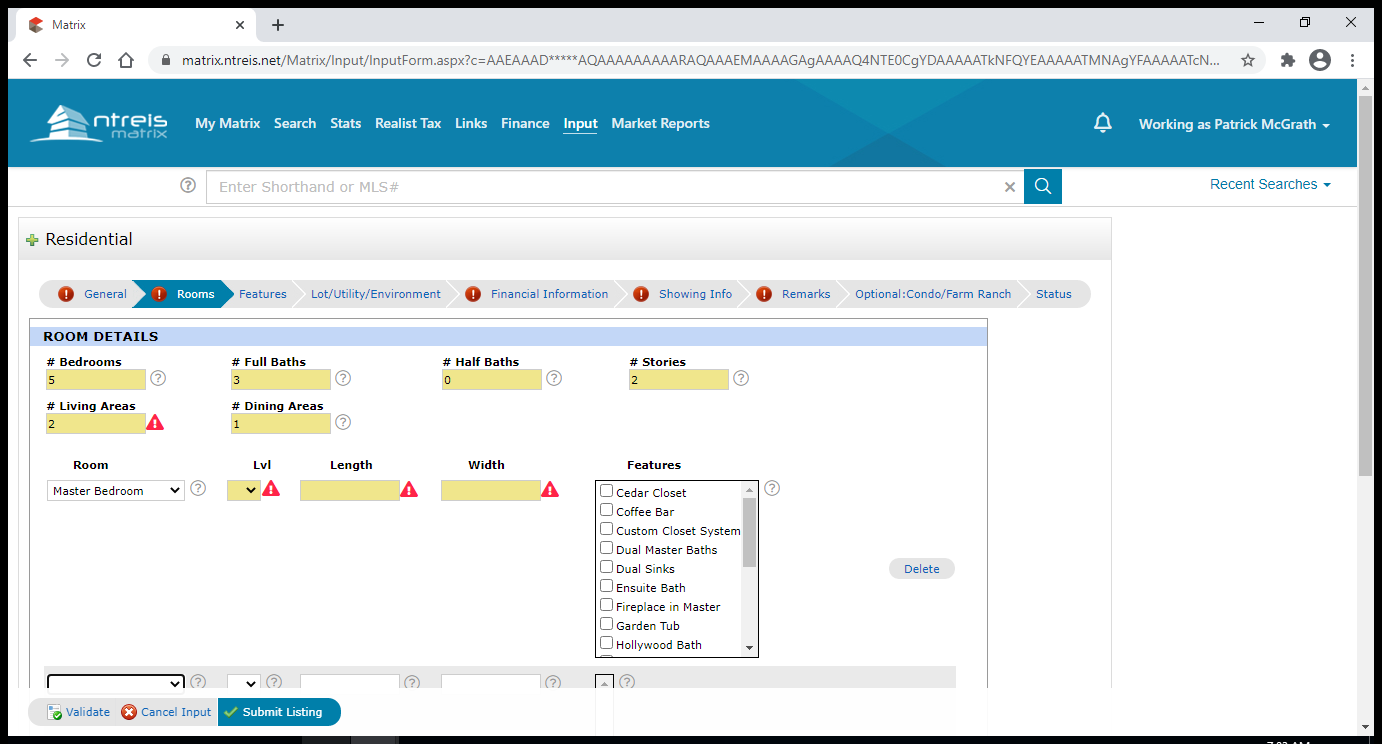 Matrix
matrix.ntreis.net/Matrix/Input/InputForm.aspx?c=AAEAAAD*****AQAAAAAAAAARAQAAAEMAAAAGAgAAAAQ4NTE0CgYDAAAAATkNFQYEAAAAATMNAgYFAAAAATcN...
ntreis matrix My Matrix Search Stats Realist Tax Links Finance Input Market Reports Working as Patrick McGrath
Enter Shorthand or MLS# Recent Searches
Residential
General Rooms Features Lot/Utility/Environment Financial Information Showing Info Remarks Optional:Condo/Farm Ranch Status
ROOM DETAILS
# Bedrooms # Full Baths # Half Baths # Stories
5 3 0 2
# Living Areas # Dining Areas
2 1
Room Lvl Length Width Features
Master Bedroom
Cedar Closet
Coffee Bar
Custom Closet System
Dual Master Baths
Dual Sinks
Ensuite Bath
Fireplace in Master
Garden Tub
Hollywood Bath
Delete
Validate Cancel Input Submit Listing